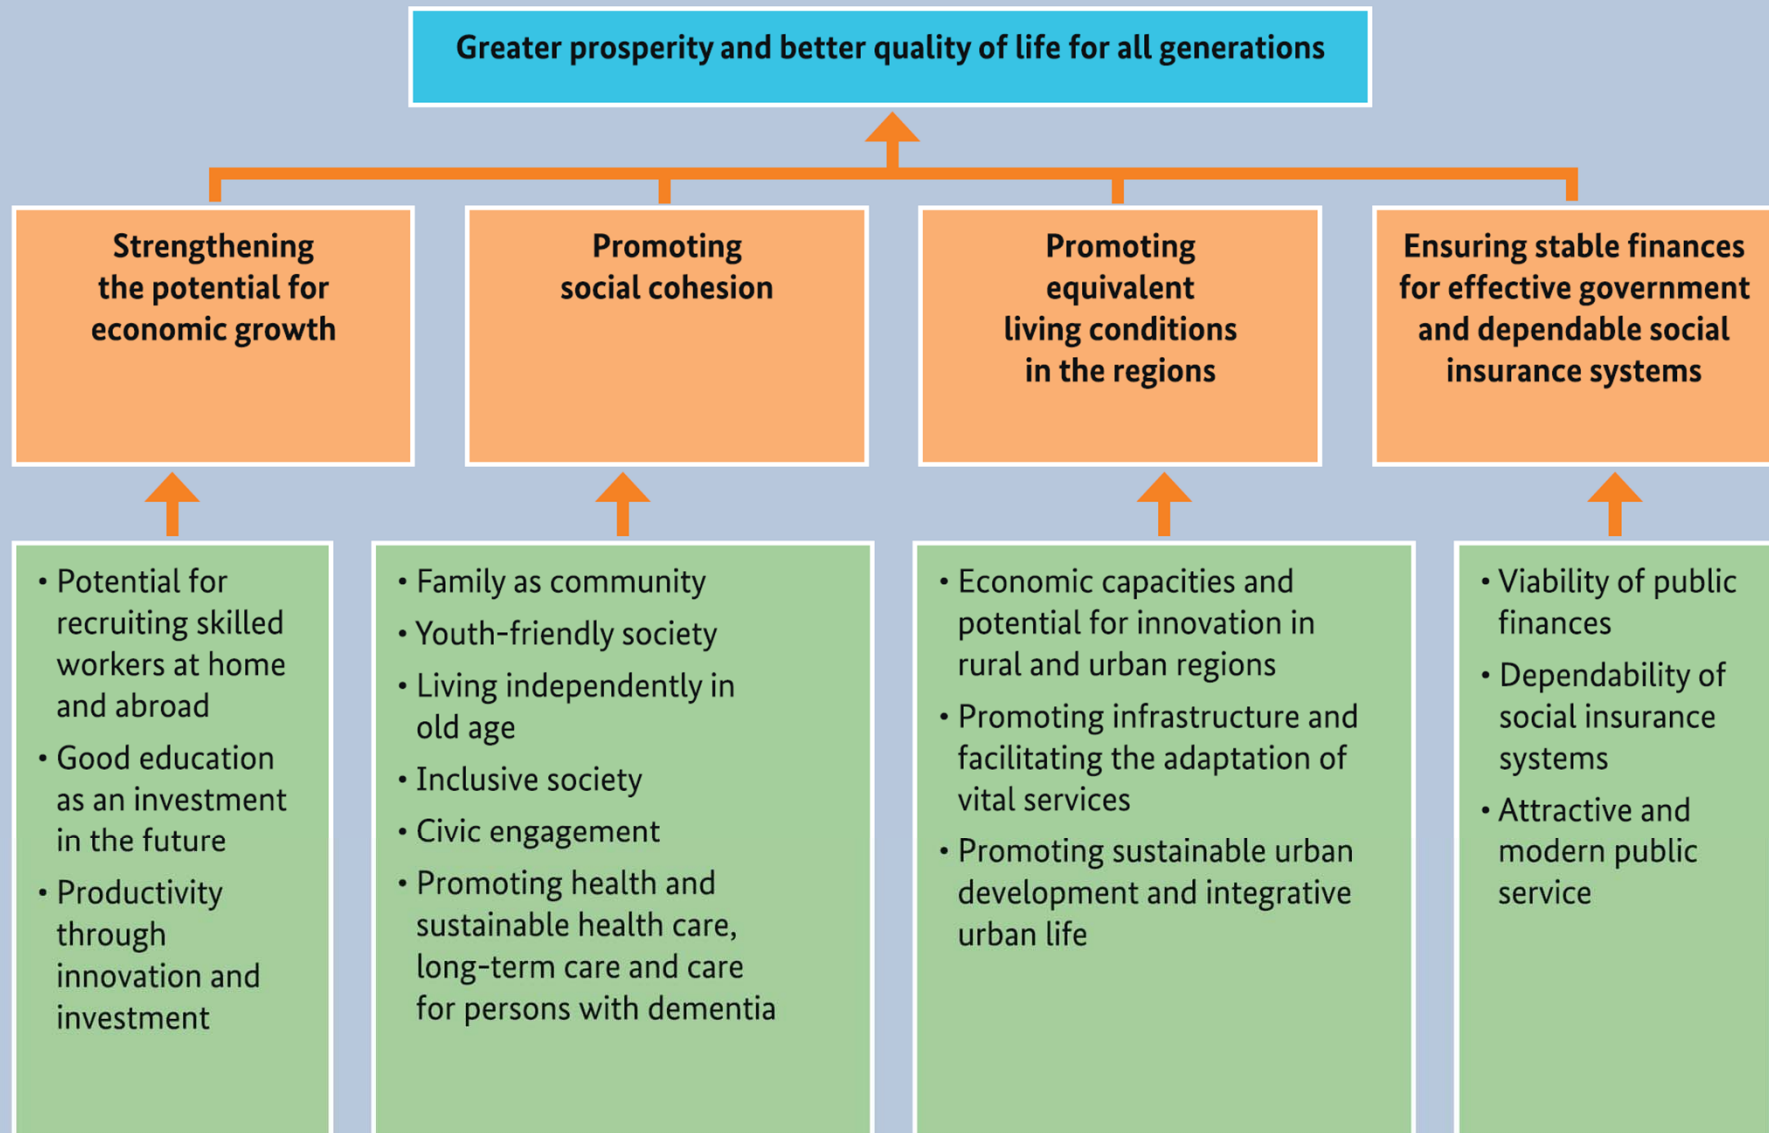 Greater prosperity and better quality of life for all generations
Strengthening
the potential for
economic growth
Promoting
social cohesion
Promoting
equivalent
living conditions
in the regions
Ensuring stable finances
for effective government
and dependable social
insurance systems
• Potential for
recruiting skilled
workers at home
and abroad
• Good education
as an investment
in the future
• Productivity
through
innovation and
investment
• Family as community
• Youth-friendly society
• Living independently in
old age
• Inclusive society
• Civic engagement
• Promoting health and
sustainable health care,
long-term care and care
for persons with dementia
• Economic capacities and
potential for innovation in
rural and urban regions
• Promoting infrastructure and
facilitating the adaptation of
vital services
• Promoting sustainable urban
development and integrative
urban life
• Viability of public
finances
• Dependability of
social insurance
systems
• Attractive and
modern public
service